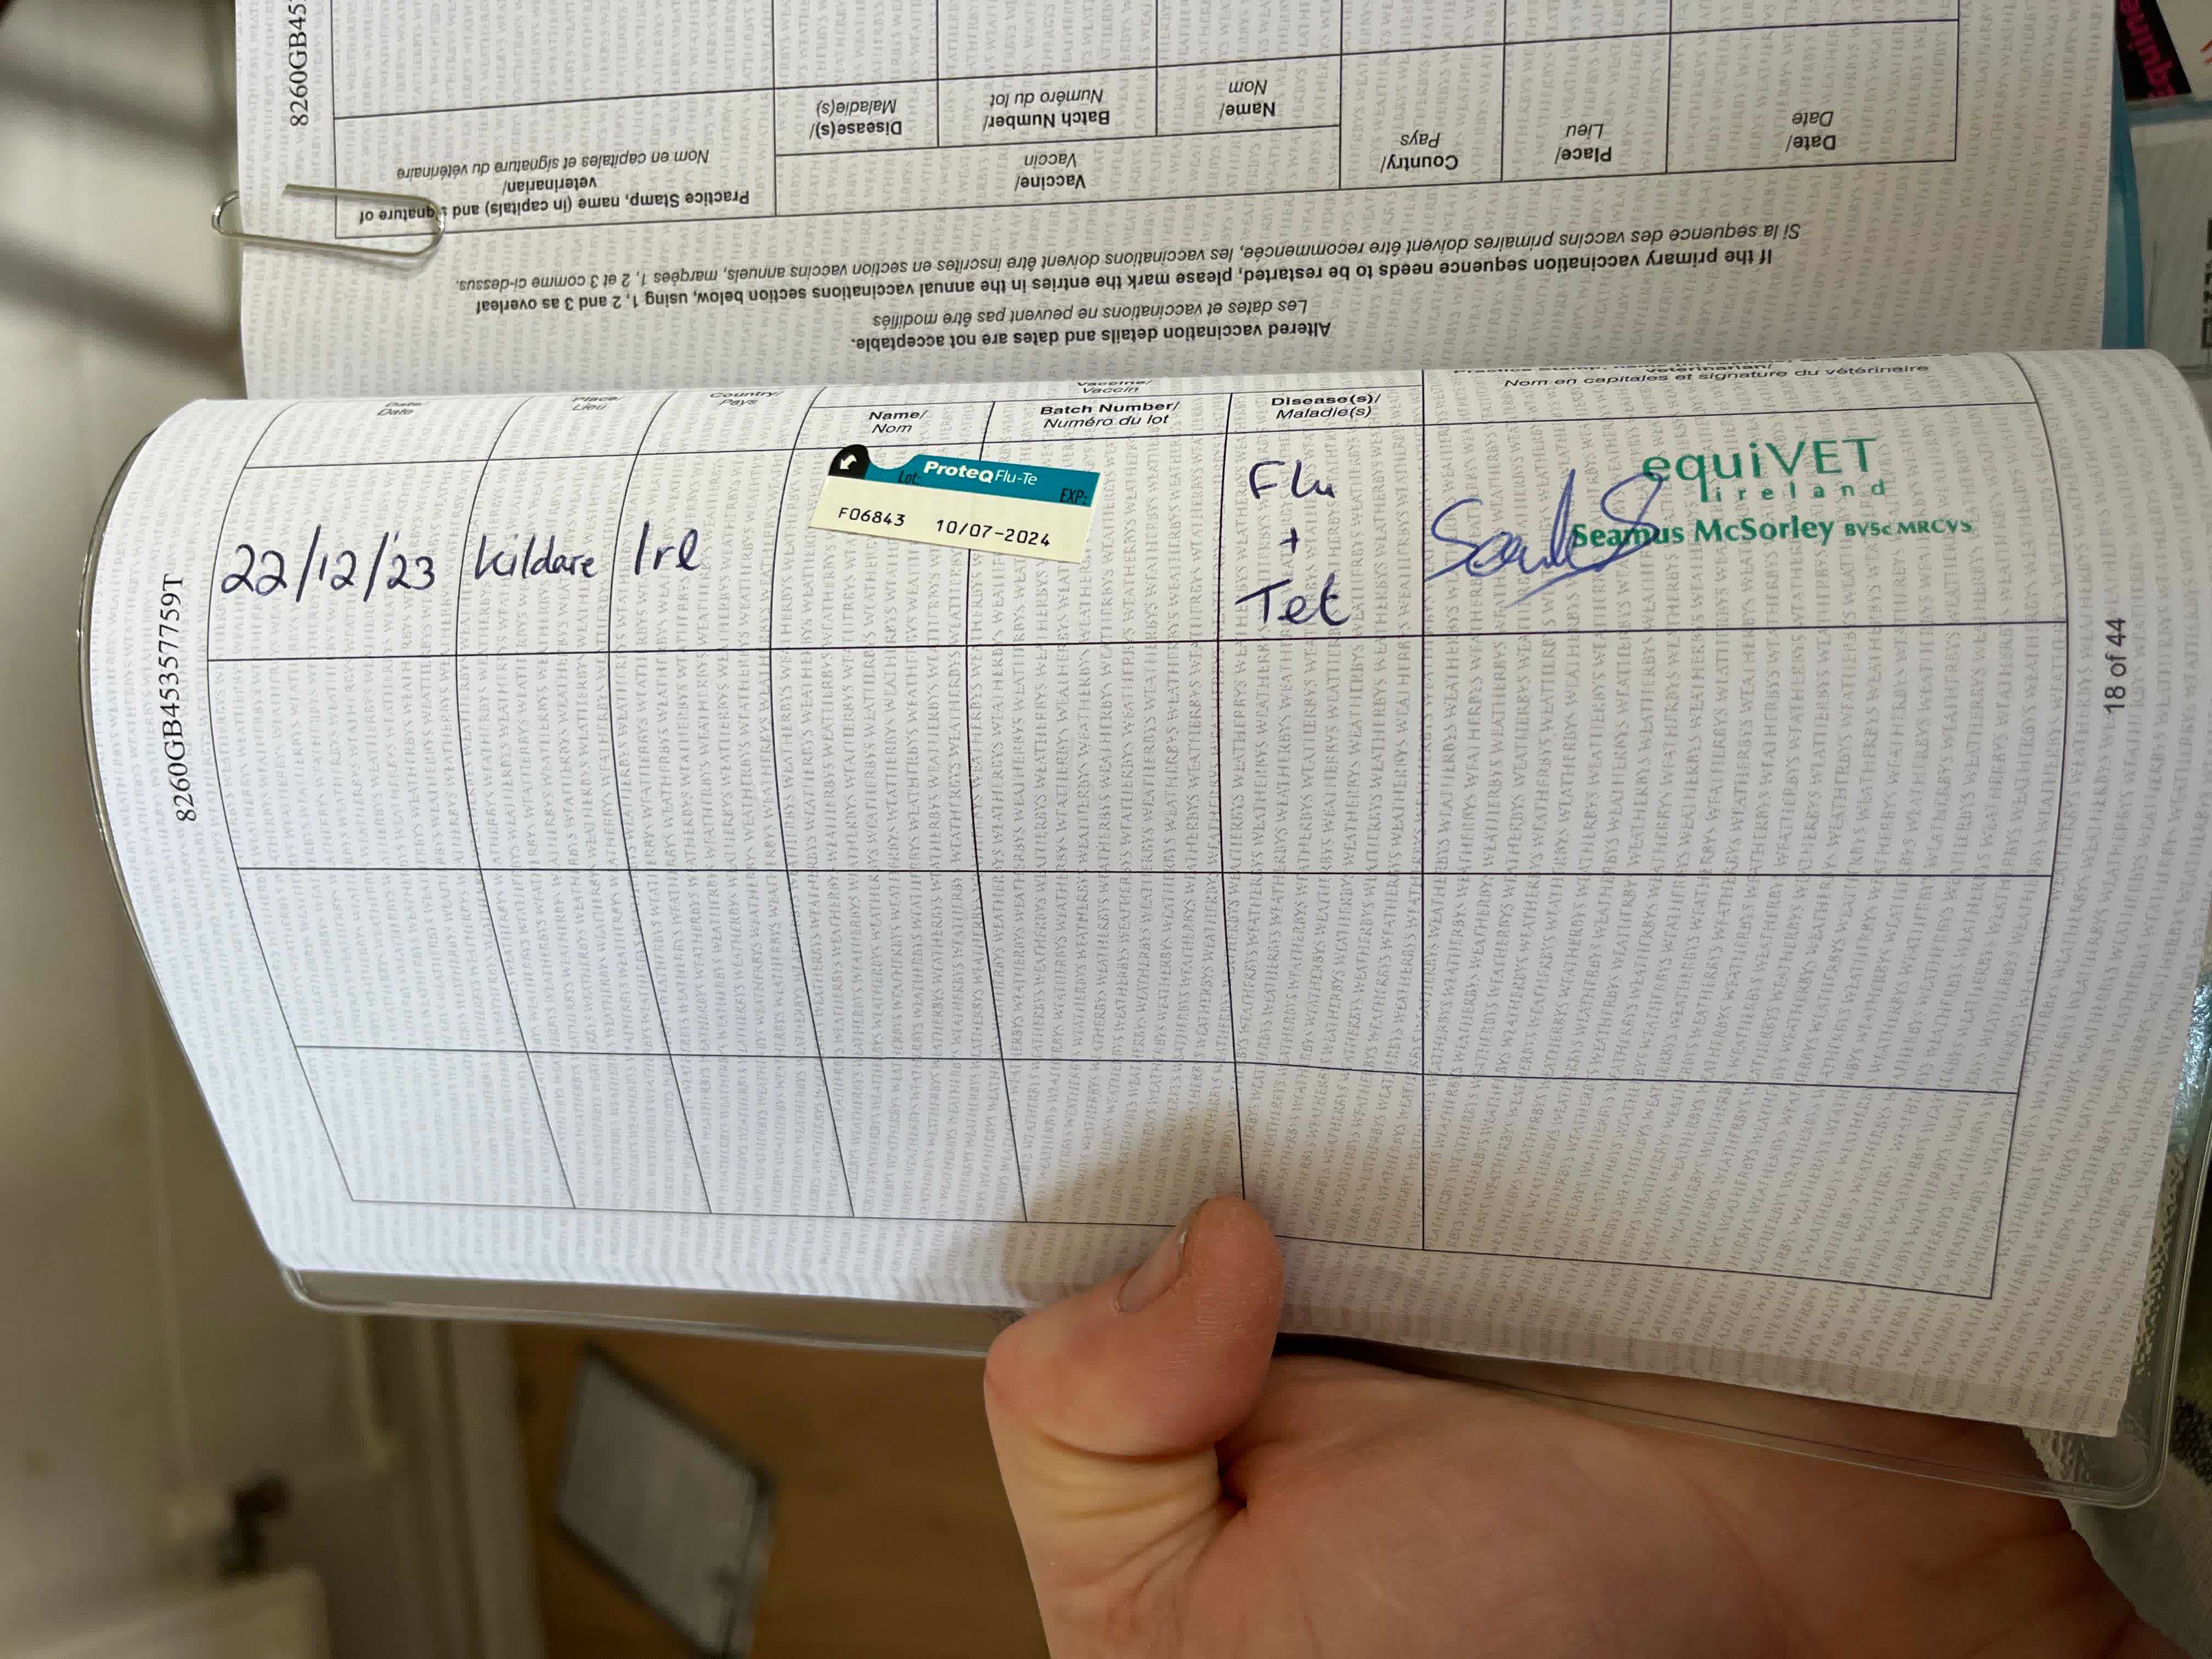 8260GB45
Date/
Date
Place/
Lieu
Country/
Pays
Vaccine/
Vaccin
Name/
Nom
Batch Number/
Numéro du lot
Disease(s)/
Maladie(s)
Practice Stamp, name (in capitals) and signature of
veterinarian/
Nom en capitales et signature du vétérinaire
If the primary vaccination sequence needs to be restarted, please mark the entries in the annual vaccinations section below, using 1, 2 and 3 as overleaf
Si la sequence des vaccins primaires doivent être recommencée, les vaccinations doivent être inscrites en section vaccins annuels, marqées 1, 2 et 3 comme ci-dessus.
Altered vaccination details and dates are not acceptable.
Les dates et vaccinations ne peuvent pas être modifiés
Date/
Date
Place/
Lieu
Country/
Pays
Vaccine/
Vaccin
Name/
Nom
Batch Number/
Numéro du lot
Disease(s)/
Maladie(s)
veterinarian/
Nom en capitales et signature du vétérinaire
22/12/'23
Kildare
Irl
Lot: ProteqFlu-Te EXP:
F06843 10/07-2024
Flu
+
Tet
equiVET
ireland
Seamus McSorley BVSc MRCVS
8260GB45357759T
18 of 44